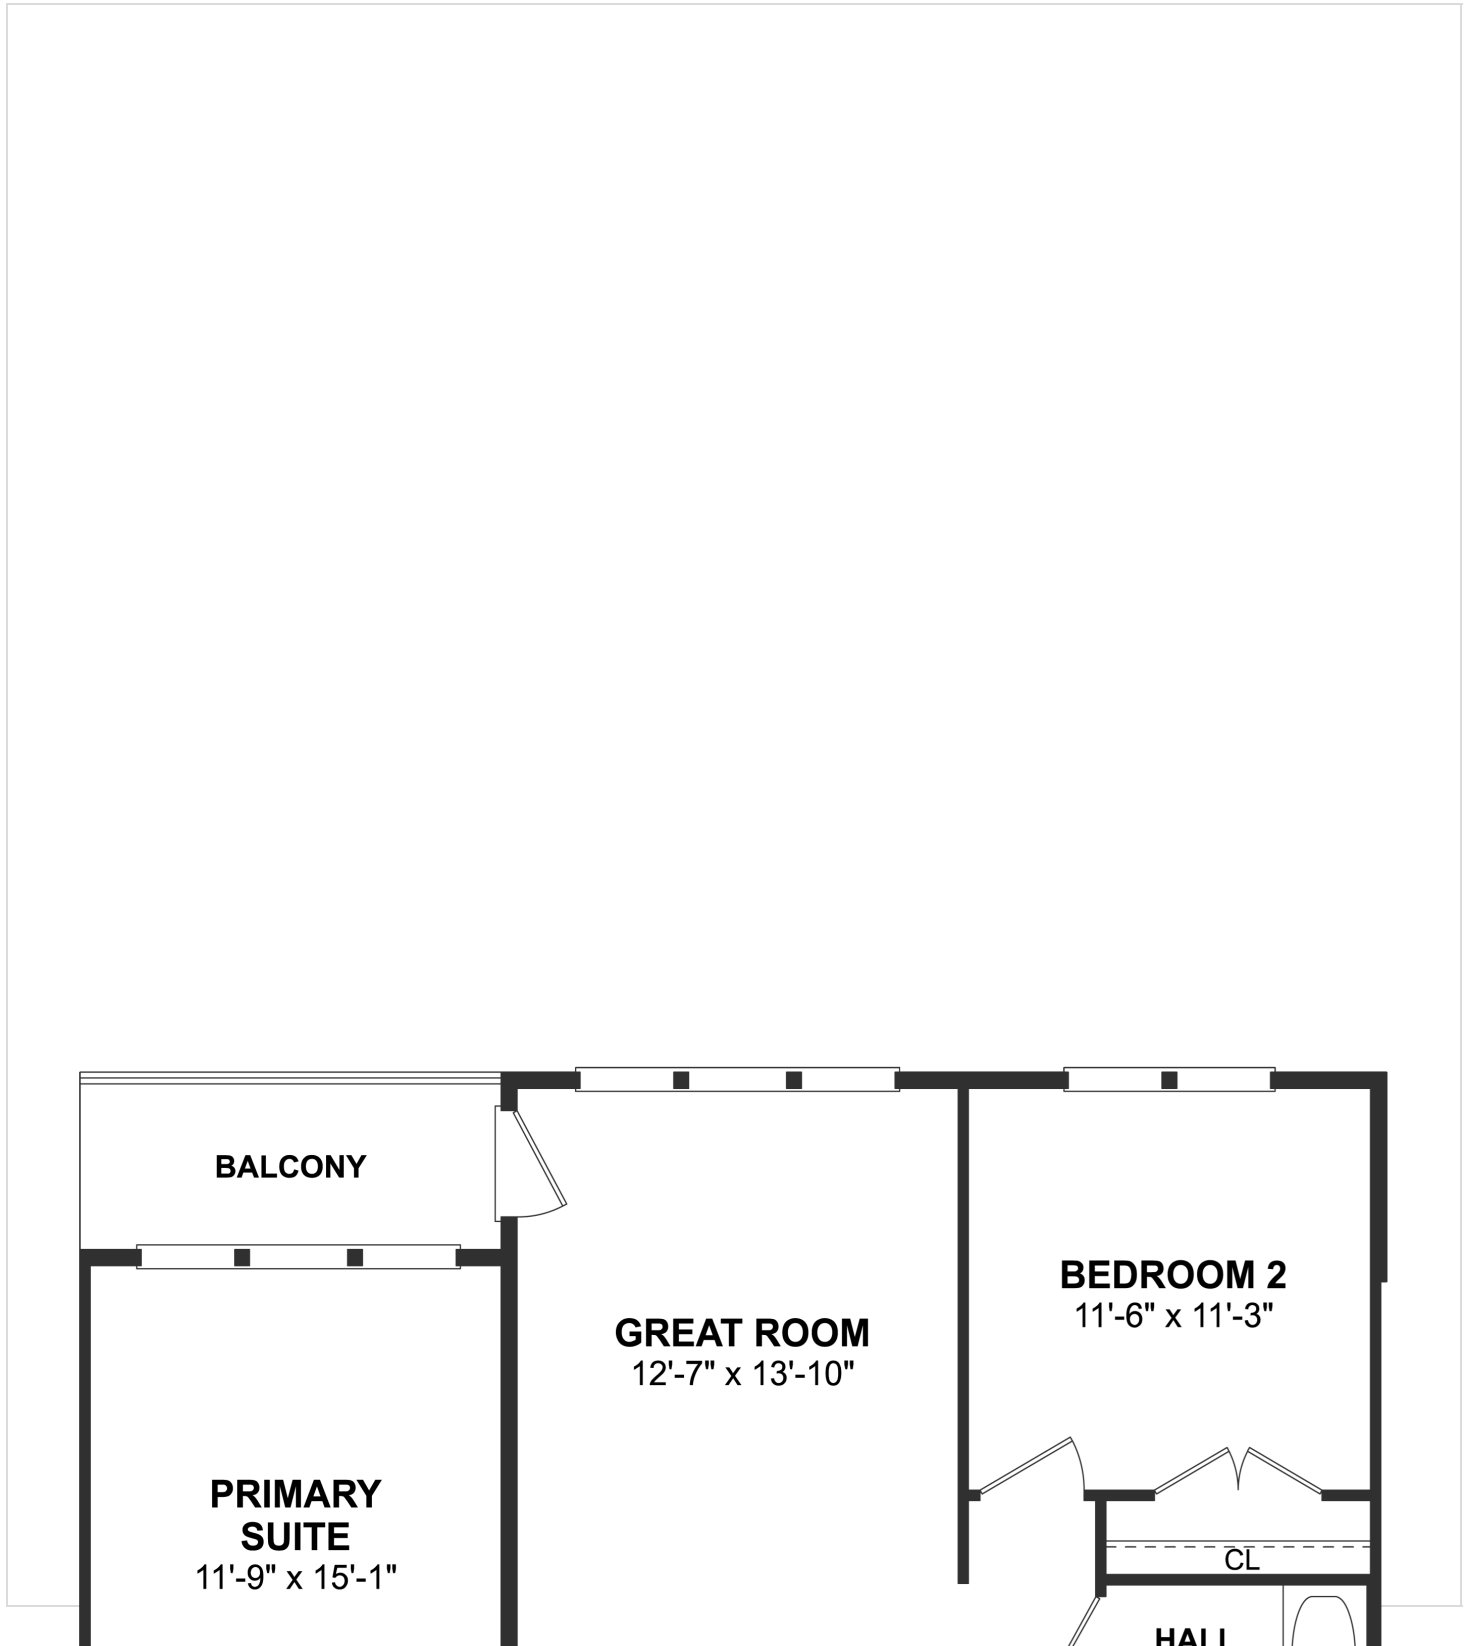 BALCONY
BEDROOM 2
11'-6" x 11'-3"
GREAT ROOM
12'-7" x 13'-10"
PRIMARY
SUITE
11'-9" x 15'-1"
CL
HALL